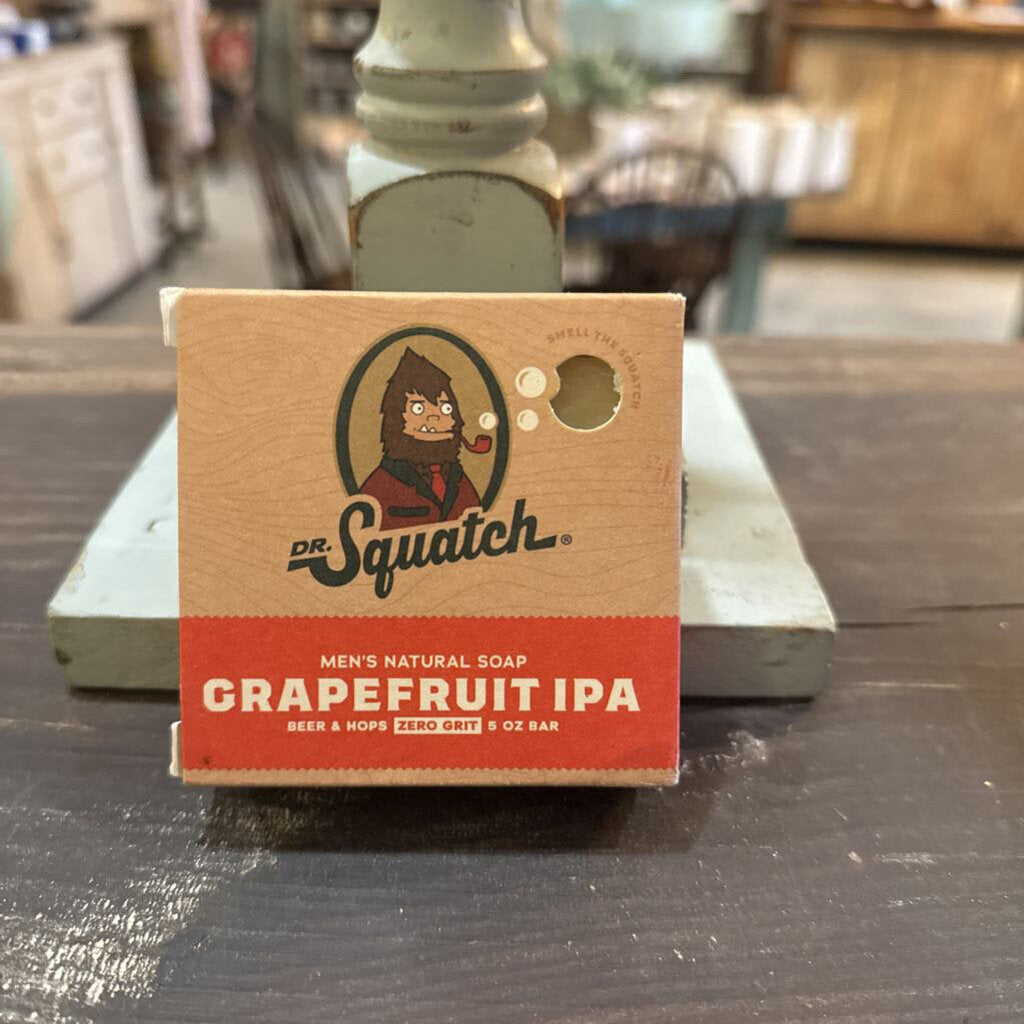 SMELL THE SQUATCH
DR. Squatch®
MEN'S NATURAL SOAP
GRAPEFRUIT IPA
BEER & HOPS ZERO GRIT 5 OZ BAR